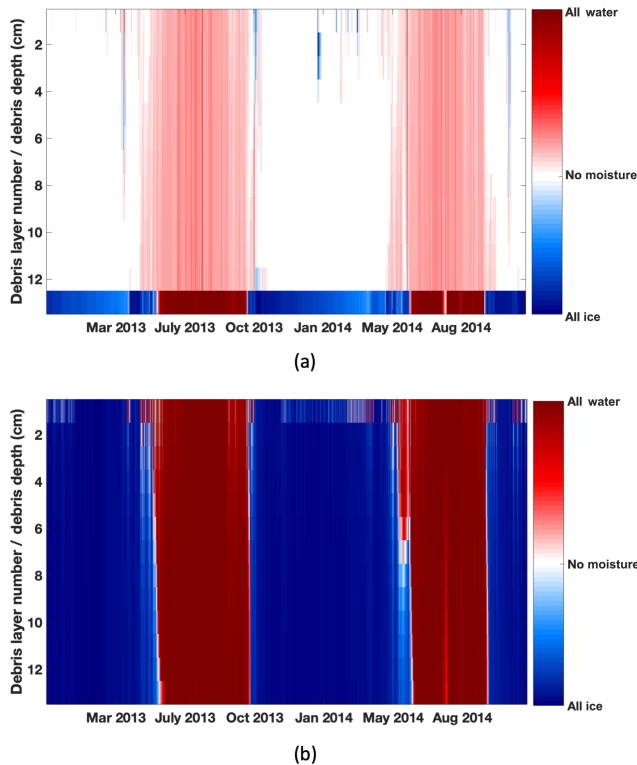 All water
Debris layer number / debris depth (cm)
2
4
6
8
10
12
No moisture
All ice
Mar 2013 July 2013 Oct 2013 Jan 2014 May 2014 Aug 2014
(a)
All water
Debris layer number / debris depth (cm)
2
4
6
8
10
12
No moisture
All ice
Mar 2013 July 2013 Oct 2013 Jan 2014 May 2014 Aug 2014
(b)